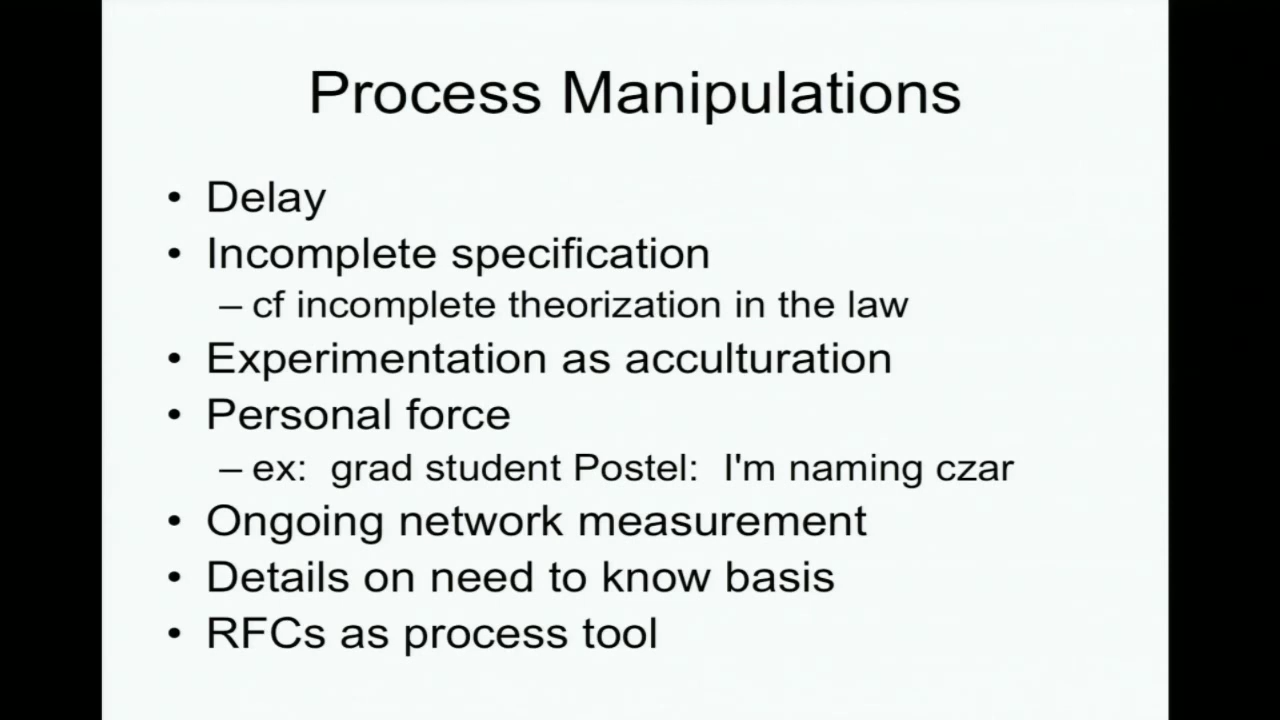 Process Manipulations
• Delay
• Incomplete specification
– cf incomplete theorization in the law
• Experimentation as acculturation
• Personal force
– ex:  grad student Postel:  I'm naming czar
• Ongoing network measurement
• Details on need to know basis
• RFCs as process tool